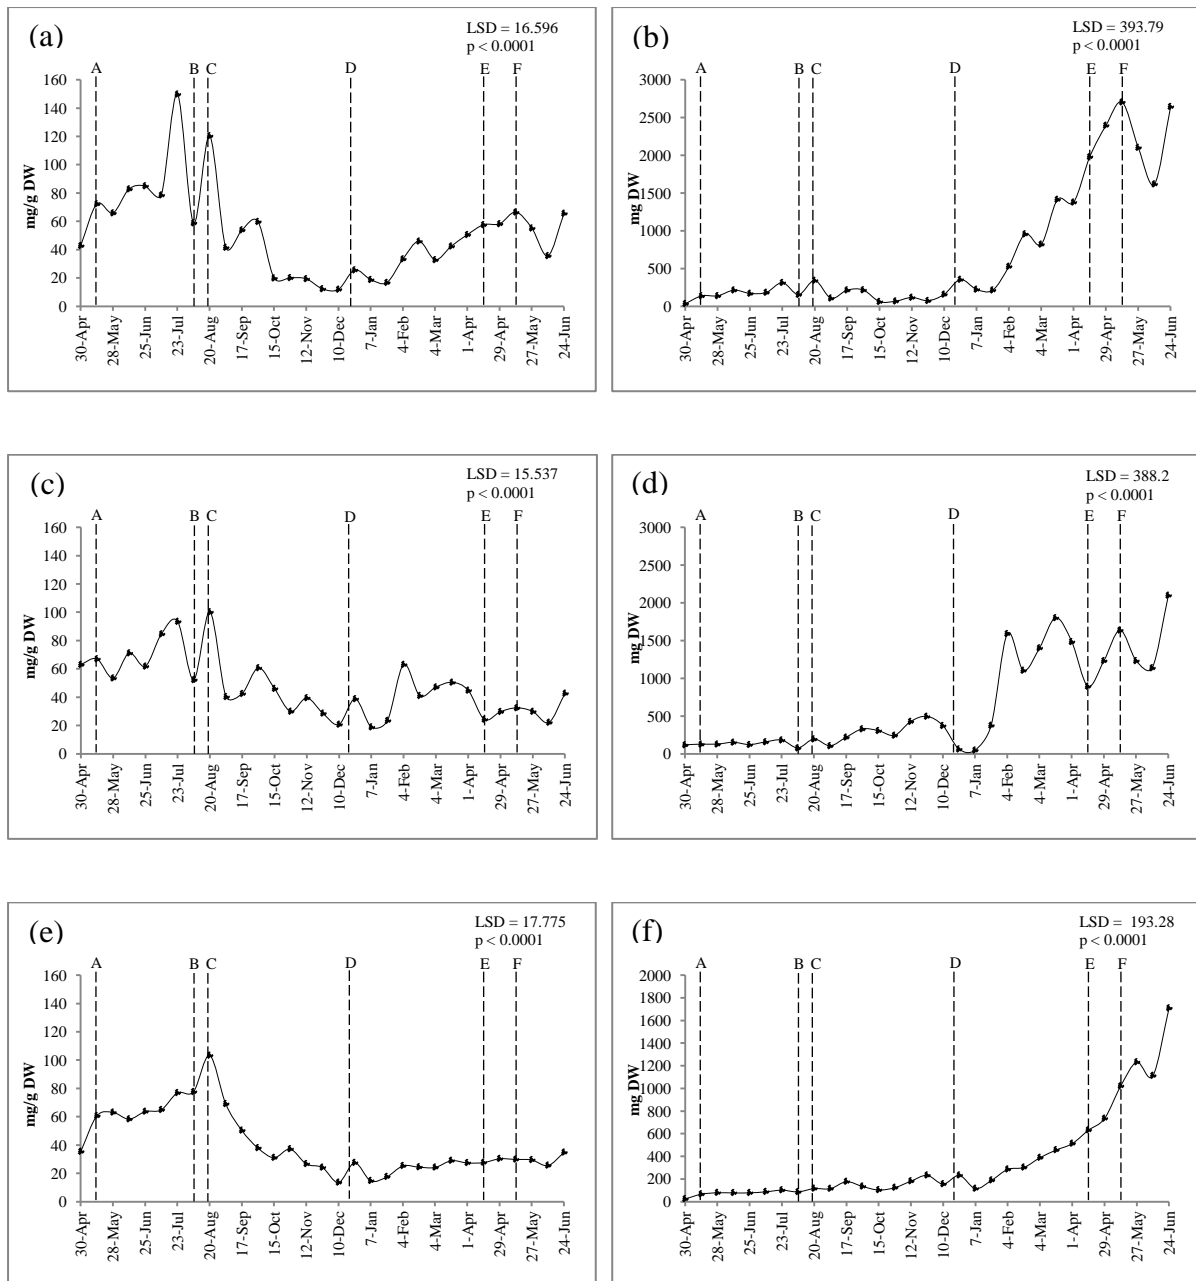 (a)
LSD = 16.596
p < 0.0001
A B C D E F
160
140
120
100
80
60
40
20
0
mg/g DW
30-Apr 28-May 25-Jun 23-Jul 20-Aug 17-Sep 15-Oct 12-Nov 10-Dec 7-Jan 4-Feb 4-Mar 1-Apr 29-Apr 27-May 24-Jun
(b)
LSD = 393.79
p < 0.0001
A B C D E F
3000
2500
2000
1500
1000
500
0
mg DW
30-Apr 28-May 25-Jun 23-Jul 20-Aug 17-Sep 15-Oct 12-Nov 10-Dec 7-Jan 4-Feb 4-Mar 1-Apr 29-Apr 27-May 24-Jun
(c)
LSD = 15.537
p < 0.0001
A B C D E F
160
140
120
100
80
60
40
20
0
mg/g DW
30-Apr 28-May 25-Jun 23-Jul 20-Aug 17-Sep 15-Oct 12-Nov 10-Dec 7-Jan 4-Feb 4-Mar 1-Apr 29-Apr 27-May 24-Jun
(d)
LSD = 388.2
p < 0.0001
A B C D E F
3000
2500
2000
1500
1000
500
0
mg DW
30-Apr 28-May 25-Jun 23-Jul 20-Aug 17-Sep 15-Oct 12-Nov 10-Dec 7-Jan 4-Feb 4-Mar 1-Apr 29-Apr 27-May 24-Jun
(e)
LSD = 17.775
p < 0.0001
A B C D E F
160
140
120
100
80
60
40
20
0
mg/g DW
30-Apr 28-May 25-Jun 23-Jul 20-Aug 17-Sep 15-Oct 12-Nov 10-Dec 7-Jan 4-Feb 4-Mar 1-Apr 29-Apr 27-May 24-Jun
(f)
LSD = 193.28
p < 0.0001
A B C D E F
2000
1800
1600
1400
1200
1000
800
600
400
200
0
mg DW
30-Apr 28-May 25-Jun 23-Jul 20-Aug 17-Sep 15-Oct 12-Nov 10-Dec 7-Jan 4-Feb 4-Mar 1-Apr 29-Apr 27-May 24-Jun